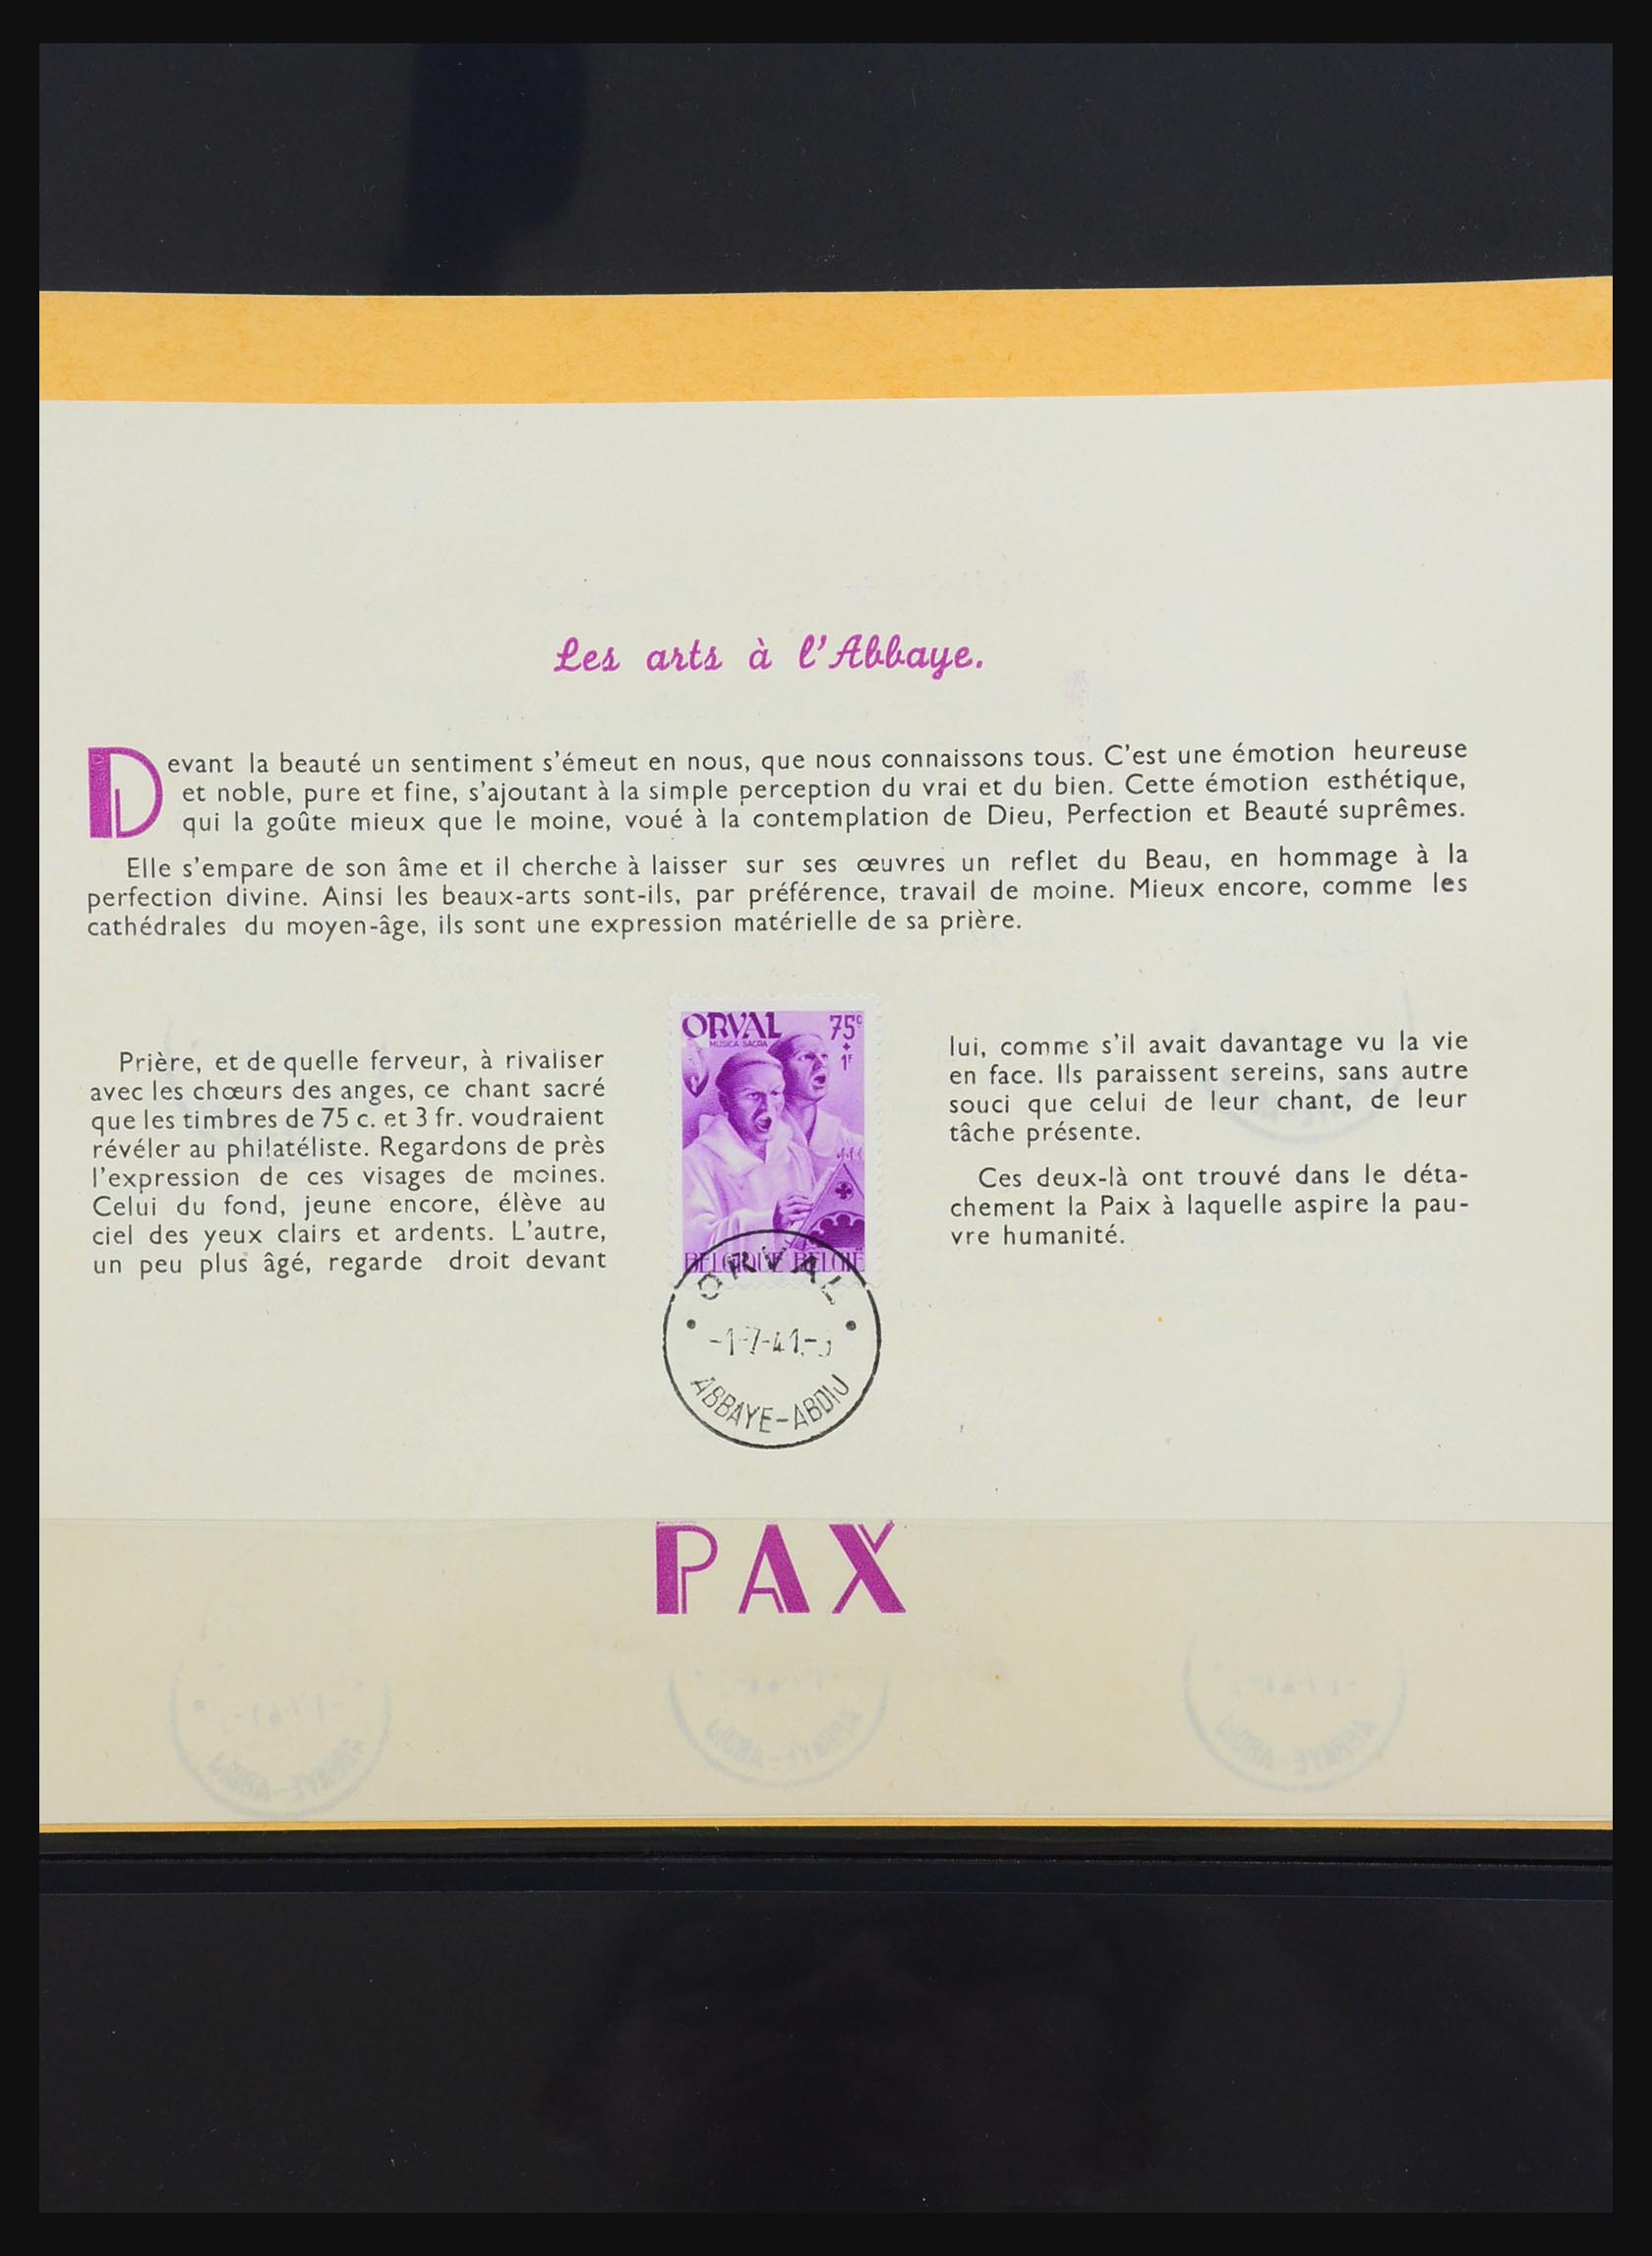 Les arts à l'Abbaye.
Devant la beauté un sentiment s'émeut en nous, que nous connaissons tous. C'est une émotion heureuse
et noble, pure et fine, s'ajoutant à la simple perception du vrai et du bien. Cette émotion esthétique,
qui la goûte mieux que le moine, voué à la contemplation de Dieu, Perfection et Beauté suprêmes.
Elle s'empare de son âme et il cherche à laisser sur ses œuvres un reflet du Beau, en hommage à la
perfection divine. Ainsi les beaux-arts sont-ils, par préférence, travail de moine. Mieux encore, comme les
cathédrales du moyen-âge, ils sont une expression matérielle de sa prière.
Prière, et de quelle ferveur, à rivaliser
avec les chœurs des anges, ce chant sacré
que les timbres de 75 c. et 3 fr. voudraient
révéler au philatéliste. Regardons de près
l'expression de ces visages de moines.
Celui du fond, jeune encore, élève au
ciel des yeux clairs et ardents. L'autre,
un peu plus âgé, regarde droit devant
ORVAL 75c
MUSICA SACRA
+
1F
BELGIQUE BELGIË
ORVAL
-1-7-41-
ABBAYE-ABDIJ
lui, comme s'il avait davantage vu la vie
en face. Ils paraissent sereins, sans autre
souci que celui de leur chant, de leur
tâche présente.
Ces deux-là ont trouvé dans le déta-
chement la Paix à laquelle aspire la pau-
vre humanité.
PAX